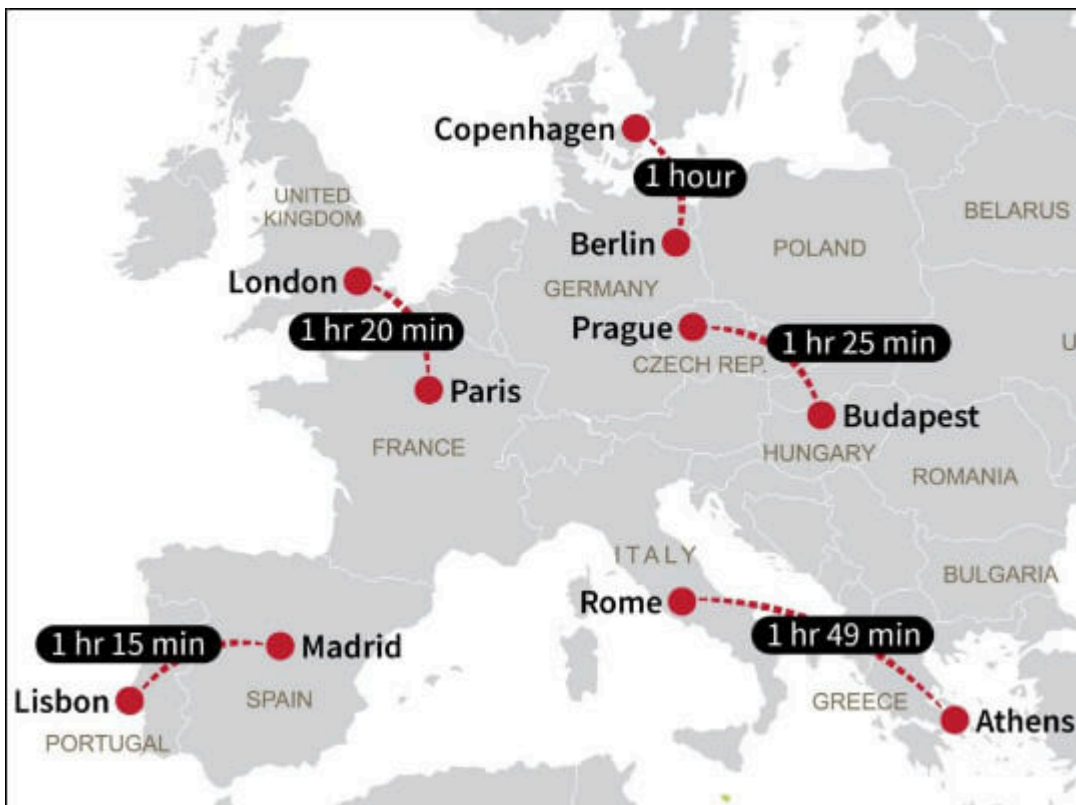 Copenhagen
1 hour
UNITED
KINGDOM
BELARUS
Berlin
POLAND
London
GERMANY
1 hr 20 min
Prague
1 hr 25 min
U
CZECH REP.
Paris
Budapest
FRANCE
HUNGARY
ROMANIA
ITALY
BULGARIA
Rome
1 hr 49 min
1 hr 15 min
Madrid
Lisbon
SPAIN
GREECE
Athens
PORTUGAL